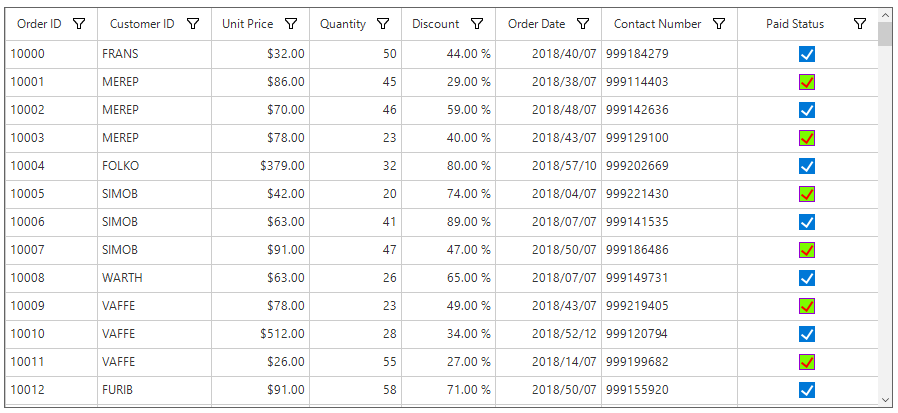 Order ID Customer ID Unit Price Quantity Discount Order Date Contact Number Paid Status
10000 FRANS $32.00 50 44.00 % 2018/40/07 999184279
10001 MEREP $86.00 45 29.00 % 2018/38/07 999114403
10002 MEREP $70.00 46 59.00 % 2018/48/07 999142636
10003 MEREP $78.00 23 40.00 % 2018/43/07 999129100
10004 FOLKO $379.00 32 80.00 % 2018/57/10 999202669
10005 SIMOB $42.00 20 74.00 % 2018/04/07 999221430
10006 SIMOB $63.00 41 89.00 % 2018/07/07 999141535
10007 SIMOB $91.00 47 47.00 % 2018/50/07 999186486
10008 WARTH $63.00 26 65.00 % 2018/07/07 999149731
10009 VAFFE $78.00 23 49.00 % 2018/43/07 999219405
10010 VAFFE $512.00 28 34.00 % 2018/52/12 999120794
10011 VAFFE $26.00 55 27.00 % 2018/14/07 999199682
10012 FURIB $91.00 58 71.00 % 2018/50/07 999155920